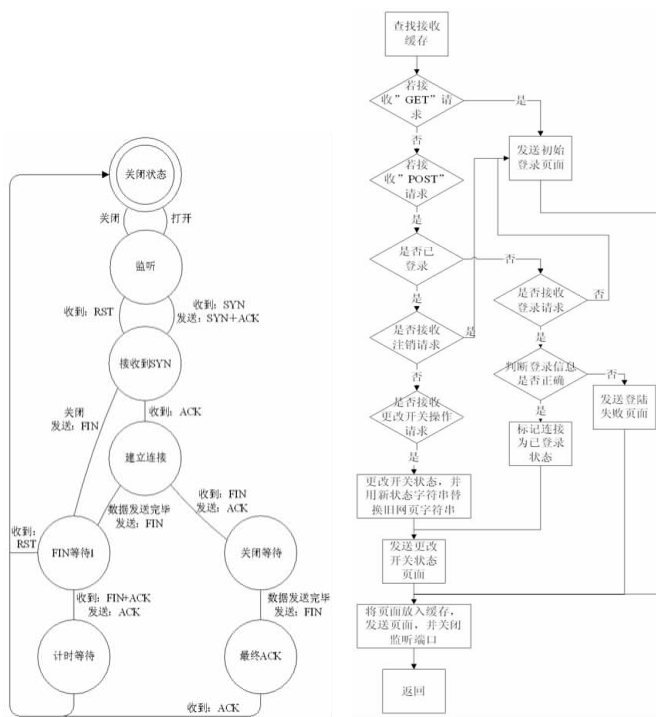 关闭状态
关闭
打开
监听
收到：RST
收到：SYN
发送：SYN＋ACK
接收到SYN
关闭
发送：FIN
收到：ACK
建立连接
数据发送完毕
发送：FIN
收到：FIN
发送：ACK
收到：
RST
FIN等待1
关闭等待
收到：FIN+ACK
发送：ACK
数据发送完毕
发送：FIN
计时等待
最终ACK
收到：ACK
查找接收
缓存
若接
收”GET”请
求
是
否
发送初始
登录页面
若接
收”POST”
请求
是
是否已
登录
否
是
是否接收
登录请求
否
是否接收
注销请求
是
是
否
判断登录信息
是否正确
否
是否接收
更改开关操作
请求
是
发送登陆
失败页面
标记连接
为已登录
状态
是
更改开关状态，并
用新状态字符串替
换旧网页字符串
发送更改
开关状态
页面
将页面放入缓存，
发送页面，并关闭
监听端口
返回